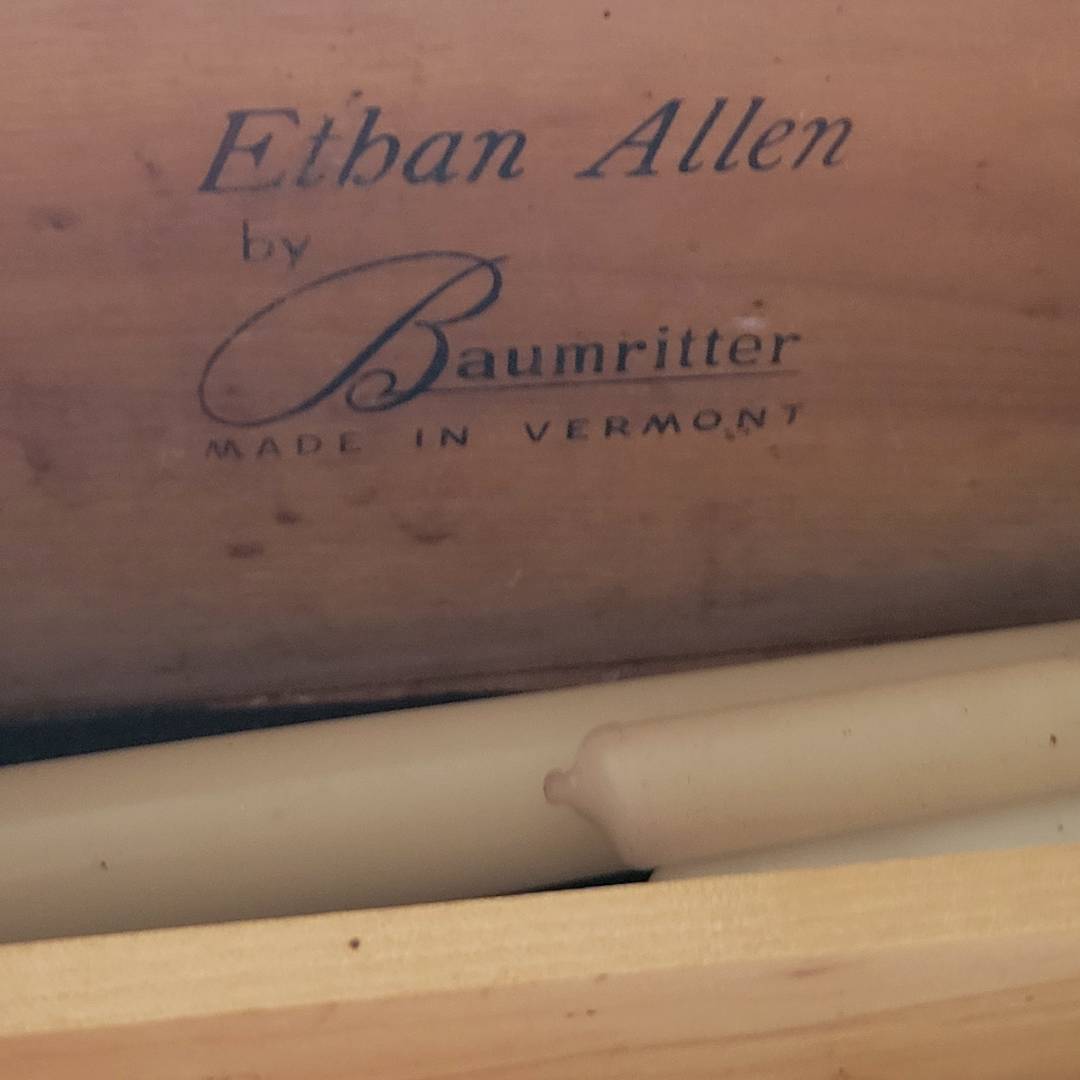 Ethan Allen
by
Baumritter
MADE IN VERMONT